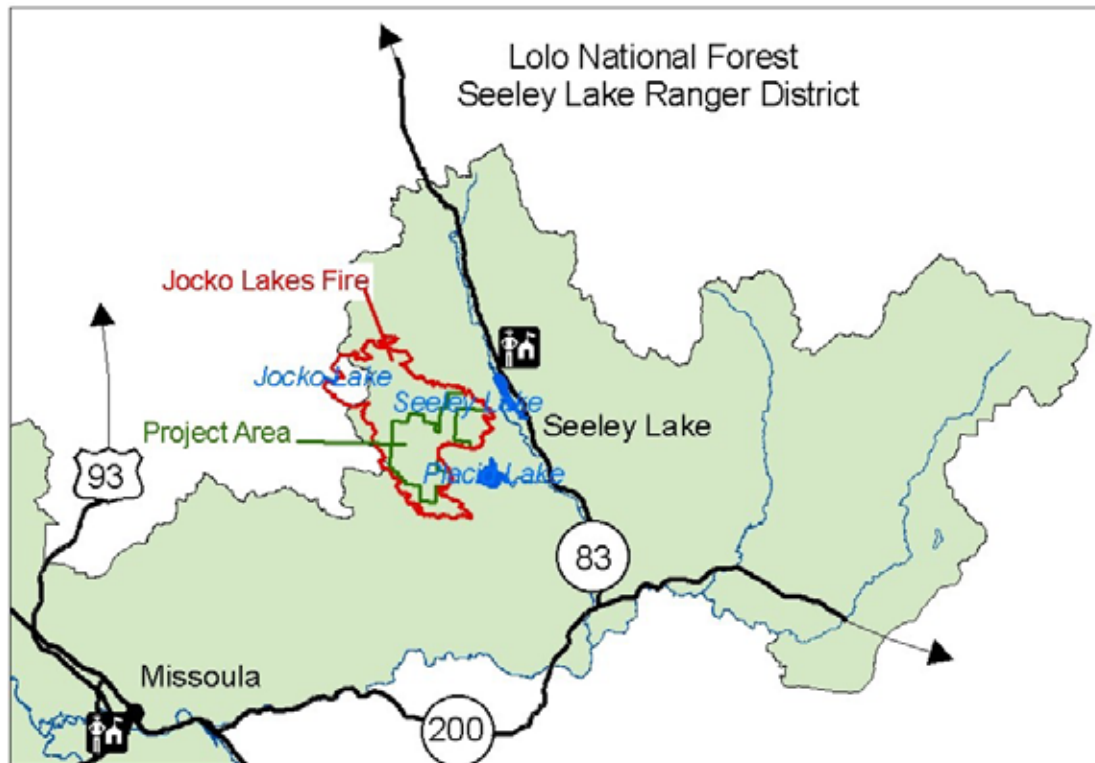 Lolo National Forest
Seeley Lake Ranger District
Jocko Lakes Fire
Jocko Lake
Seeley Lake
Project Area
Seeley Lake
Placid Lake
93
83
Missoula
200